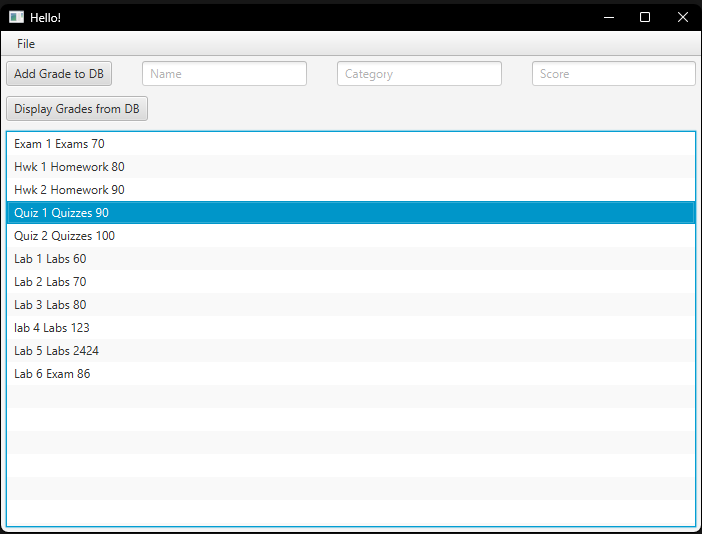 Hello!
File
Add Grade to DB Name Category Score
Display Grades from DB
Exam 1 Exams 70
Hwk 1 Homework 80
Hwk 2 Homework 90
Quiz 1 Quizzes 90
Quiz 2 Quizzes 100
Lab 1 Labs 60
Lab 2 Labs 70
Lab 3 Labs 80
lab 4 Labs 123
Lab 5 Labs 2424
Lab 6 Exam 86